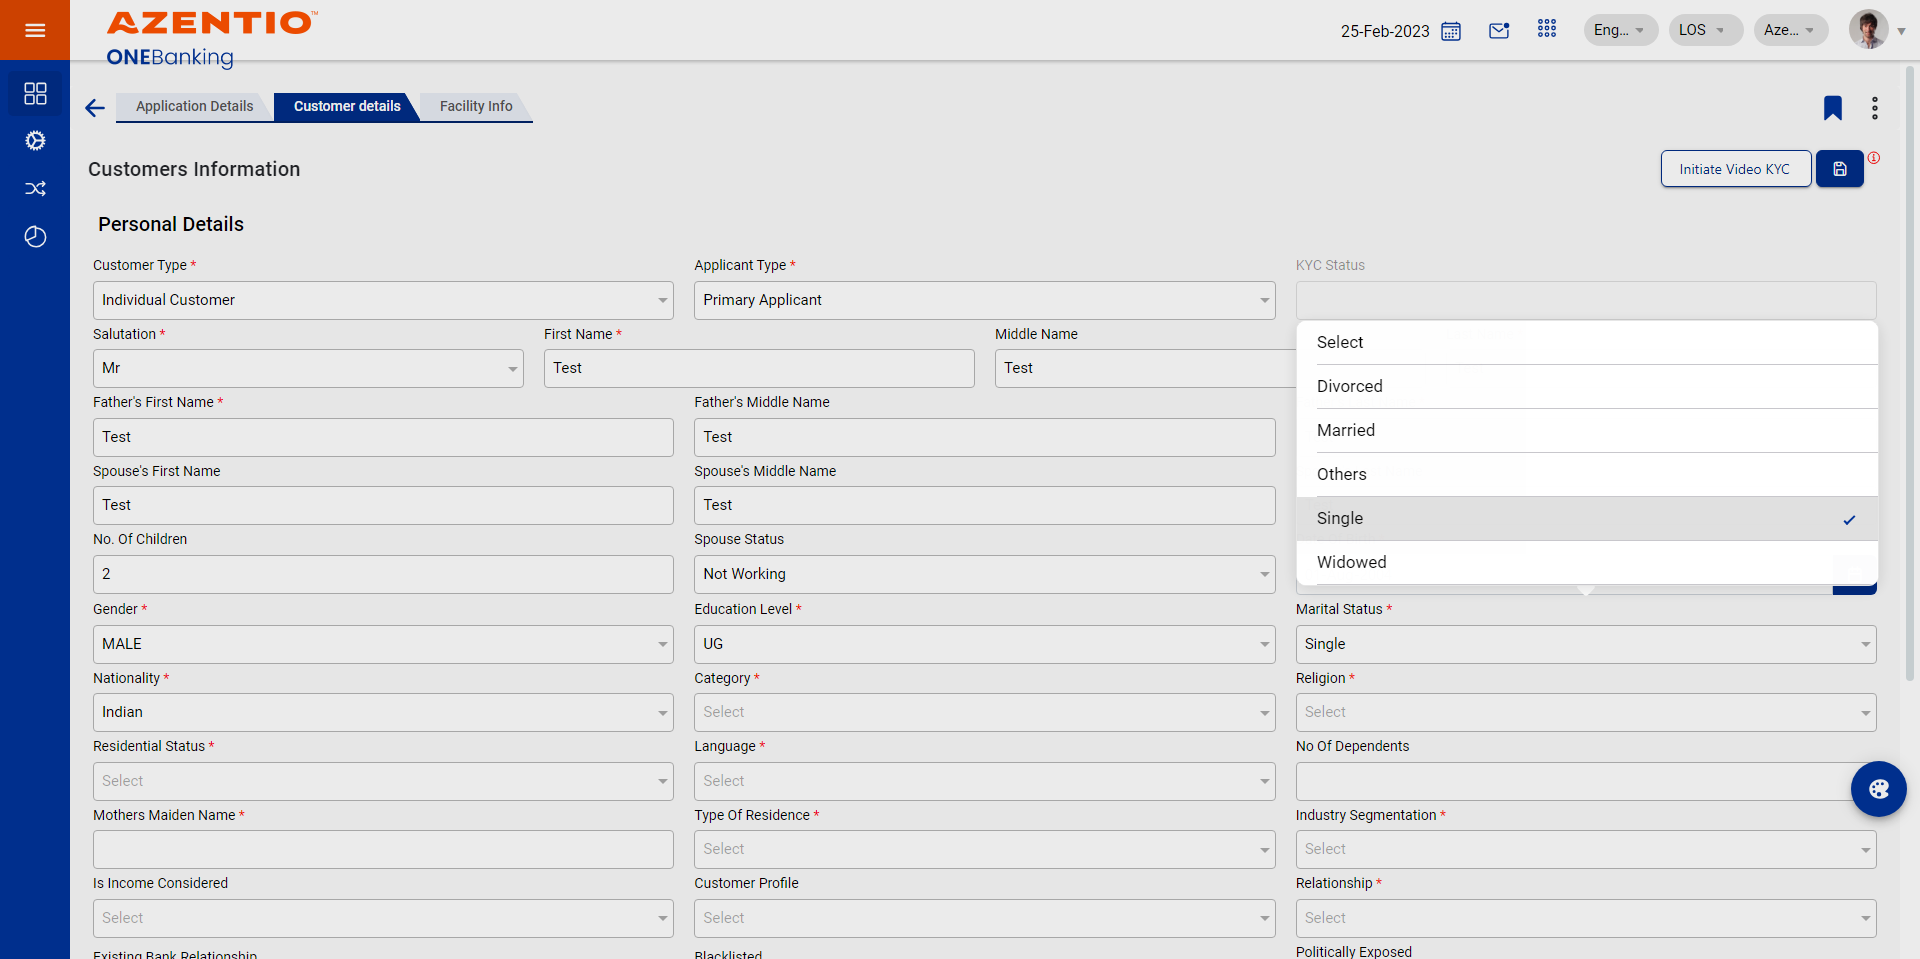 AZENTIO™
ONEBanking
25-Feb-2023
Eng...
LOS
Aze...
Application Details
Customer details
Facility Info
Customers Information
Initiate Video KYC
Personal Details
Customer Type *
Applicant Type *
KYC Status
Individual Customer
Primary Applicant
Salutation *
First Name *
Middle Name
Mr
Test
Test
Father's First Name *
Father's Middle Name
Test
Test
Spouse's First Name
Spouse's Middle Name
Test
Test
No. Of Children
Spouse Status
2
Not Working
Select
Divorced
Married
Others
Single
Widowed
Gender *
Education Level *
Marital Status *
MALE
UG
Single
Nationality *
Category *
Religion *
Indian
Select
Select
Residential Status *
Language *
No Of Dependents
Select
Select
Mothers Maiden Name *
Type Of Residence *
Industry Segmentation *
Select
Select
Is Income Considered
Customer Profile
Relationship *
Select
Select
Select
Existing Bank Relationship
Blacklisted
Politically Exposed